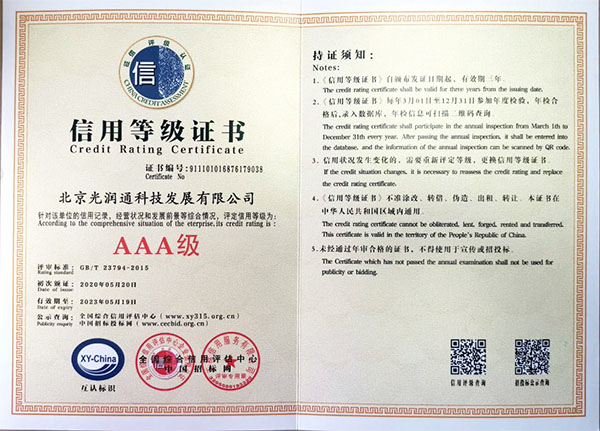 征信 评级 认证
信
CHINA CREDIT ASSESSMENT
信用等级证书
Credit Rating Certificate
证书编号:911101016876179038
Certificate No
北京光润通科技发展有限公司
针对该单位的信用记录，经营状况和发展前景等综合情况，评定信用等级为:
According to the comprehensive situation of the eterprise,its credit rating is :
AAA级
评审标准: GB/T 23794-2015
Rating standard
初次颁证: 2020年05月20日
Date of issuer
有效期至: 2023年05月19日
Date of expiry
公示查询: 全国综合信用评估中心 (www.xy315.org.cn)
Publicity enquety 中国招标投标网 (www.cecbid.org.cn)
XY-China
互认标识
全国综合信用评估中心
中国招标网
持证须知:
Notes:
1.《信用等级证书》自颁布发证日期起，有效期三年.
The credit rating certificate shall be valid for three years from the issuing date.
2.《信用等级证书》每年3月01日至12月31日参加年度检验，年检合
格后,录入数据库，年检信息可扫描二维码查询.
The credit rating certificate shall participate in the annual inspection from March 1th to
December 31th every year. After passing the annual inspection, it shall be entered into
the database, and the information of the annual inspection can be scanned by QR code.
3.信用状况发生变化的，需要重新评定等级，更换信用等级证书.
If the credit situation changes, it is necessary to reassess the credit rating and replace
the credit rating certificate.
4.《信用等级证书》不准涂改、转借、伪造、出租、转让. 本证书在
中华人民共和国区域内通用.
The credit rating certificate cannot be obliterated, lent, forged, rented and transferred.
This certificate is valid in the territory of the People's Republic of China.
5.未经过年审合格的证书，不得使用于宣传或招投标.
The Certificate which has not passed the annual examination shall not be used for
publicity or bidding.
信用评级查询
招投标公示查询